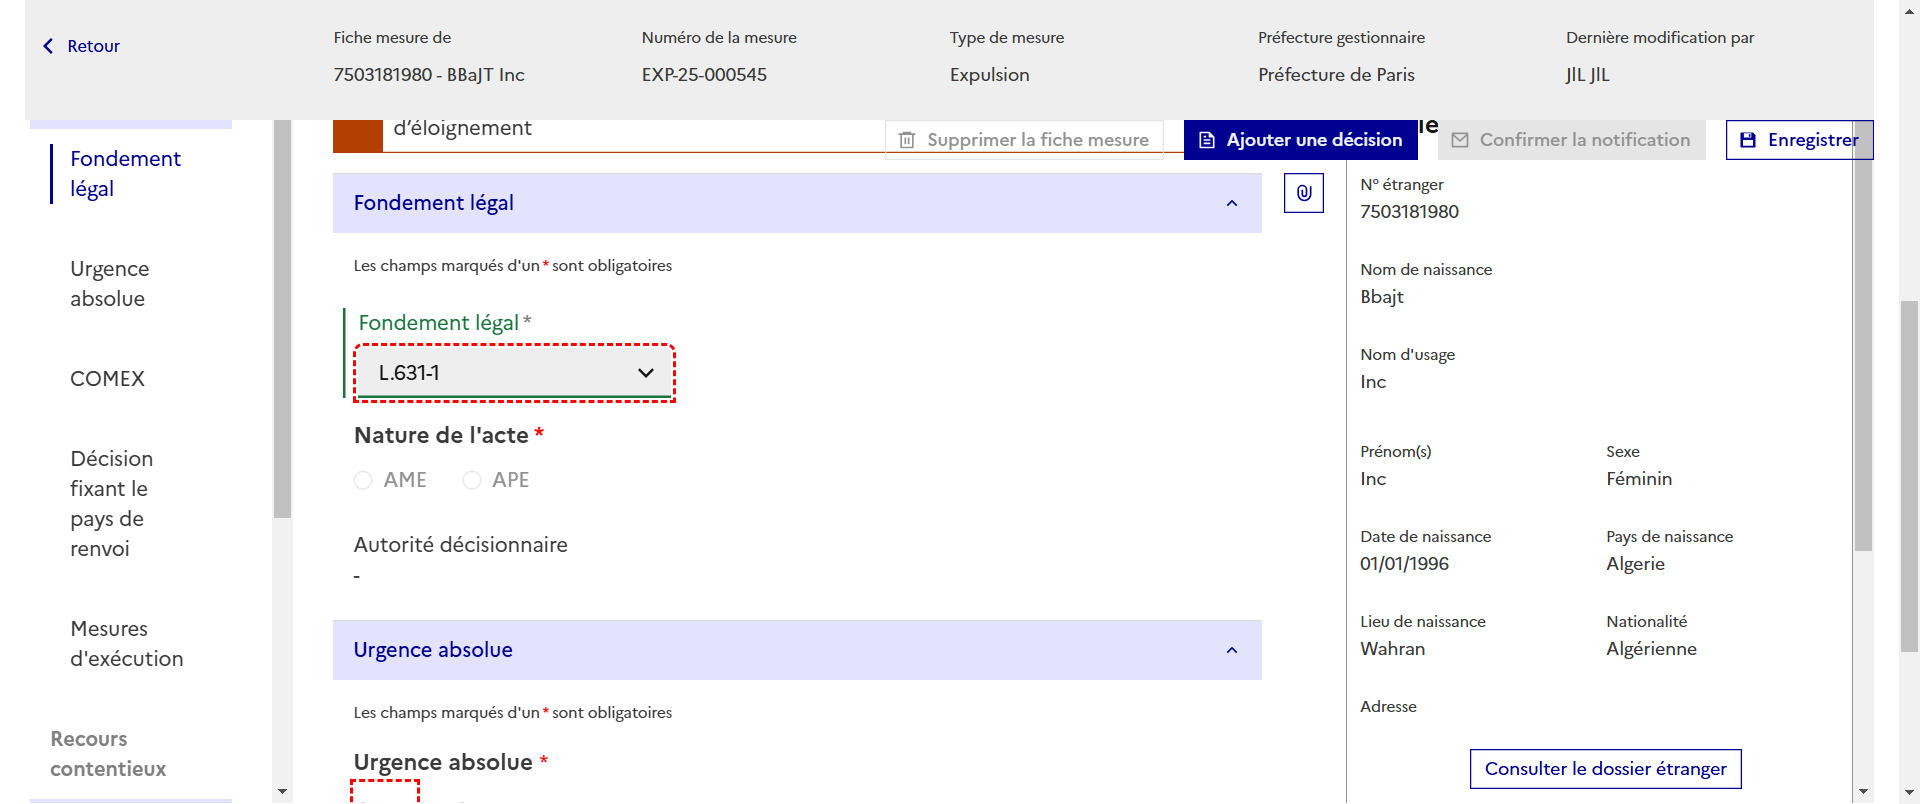 Retour
Fiche mesure de
7503181980 - BBaJT Inc
Numéro de la mesure
EXP-25-000545
Type de mesure
Expulsion
Préfecture gestionnaire
Préfecture de Paris
Dernière modification par
JlL JlL
d’éloignement
Supprimer la fiche mesure
Ajouter une décision
le
Confirmer la notification
Enregistrer
Fondement
légal
Urgence
absolue
COMEX
Décision
fixant le
pays de
renvoi
Mesures
d'exécution
Recours
contentieux
Fondement légal
Les champs marqués d'un * sont obligatoires
Fondement légal *
L.631-1
Nature de l'acte *
AME APE
Autorité décisionnaire
-
Urgence absolue
Les champs marqués d'un * sont obligatoires
Urgence absolue *
N° étranger
7503181980
Nom de naissance
Bbajt
Nom d'usage
Inc
Prénom(s)
Inc
Sexe
Féminin
Date de naissance
01/01/1996
Pays de naissance
Algerie
Lieu de naissance
Wahran
Nationalité
Algérienne
Adresse
Consulter le dossier étranger